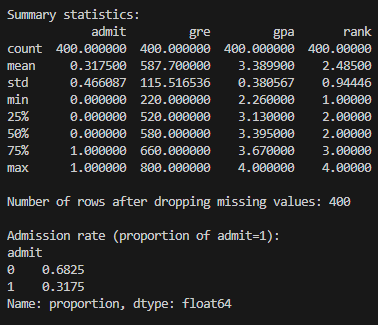 Summary statistics:
admit gre gpa rank
count 400.000000 400.000000 400.000000 400.00000
mean 0.317500 587.700000 3.389900 2.48500
std 0.466087 115.516536 0.380567 0.94446
min 0.000000 220.000000 2.260000 1.00000
25% 0.000000 520.000000 3.130000 2.00000
50% 0.000000 580.000000 3.395000 2.00000
75% 1.000000 660.000000 3.670000 3.00000
max 1.000000 800.000000 4.000000 4.00000
Number of rows after dropping missing values: 400
Admission rate (proportion of admit=1):
admit
0 0.6825
1 0.3175
Name: proportion, dtype: float64